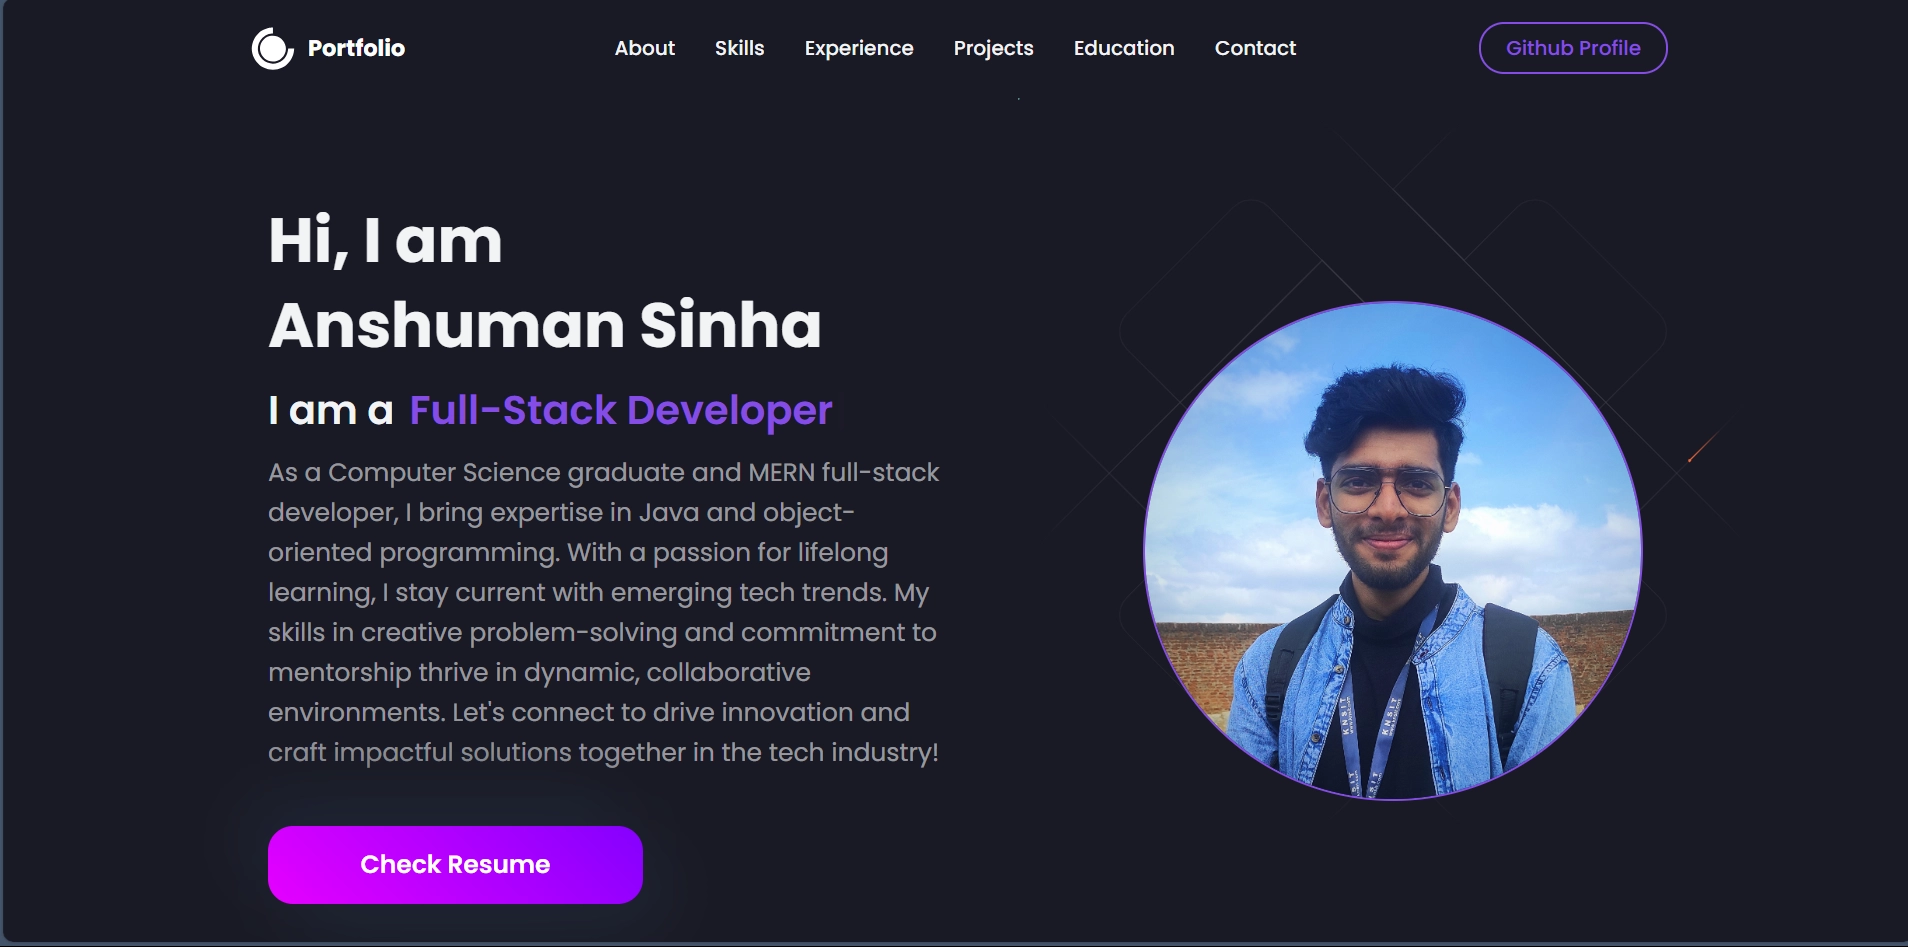 Portfolio
About
Skills
Experience
Projects
Education
Contact
Github Profile
Hi, I am
Anshuman Sinha
I am a Full-Stack Developer
As a Computer Science graduate and MERN full-stack
developer, I bring expertise in Java and object-
oriented programming. With a passion for lifelong
learning, I stay current with emerging tech trends. My
skills in creative problem-solving and commitment to
mentorship thrive in dynamic, collaborative
environments. Let's connect to drive innovation and
craft impactful solutions together in the tech industry!
Check Resume
KNSIT
KNSIT